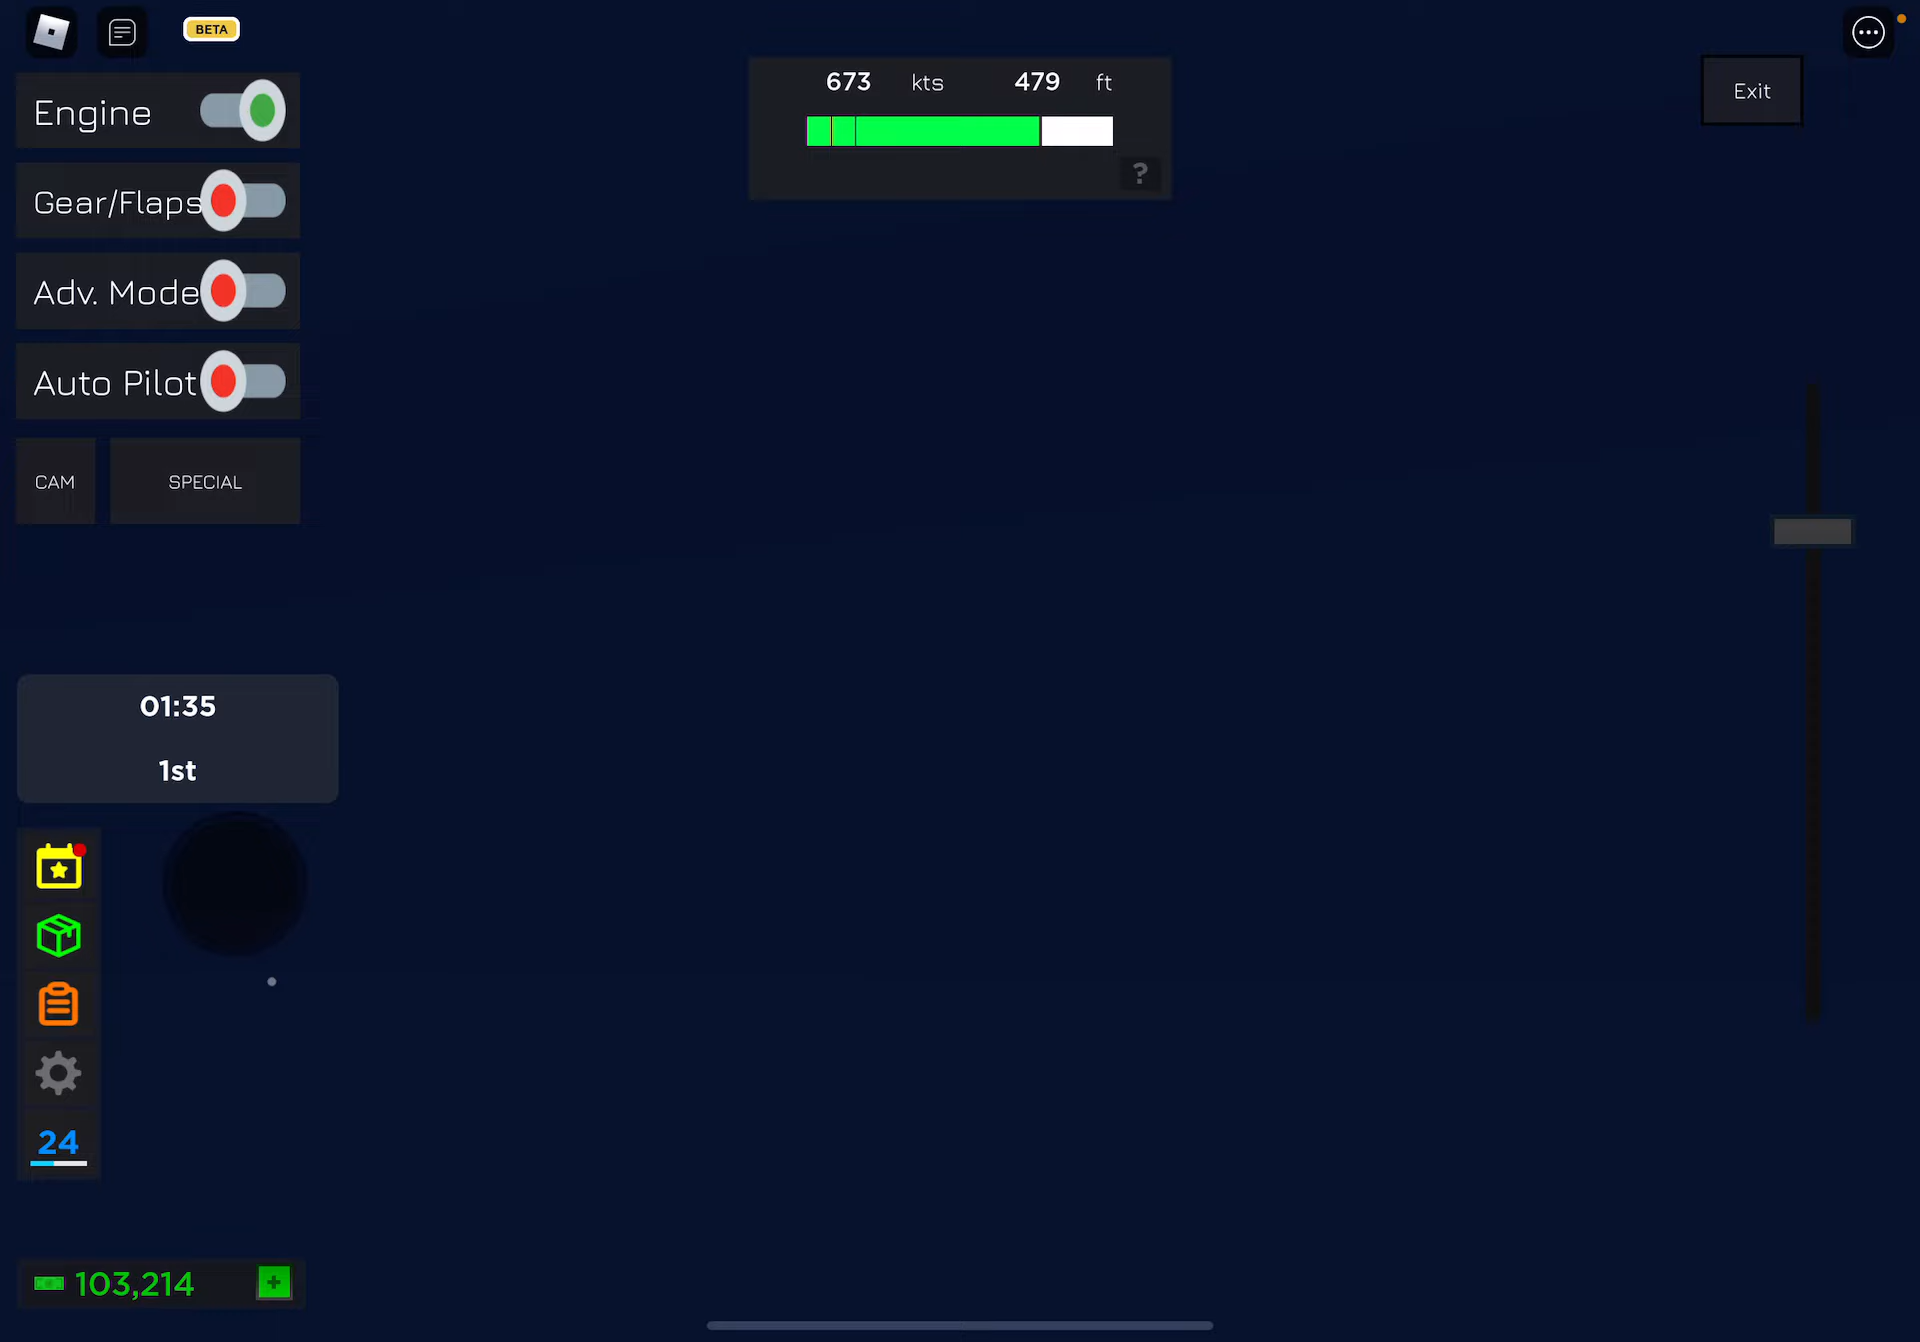 BETA
673 kts 479 ft
?
Exit
Engine
Gear/Flaps
Adv. Mode
Auto Pilot
CAM SPECIAL
01:35
1st
24
103,214 +